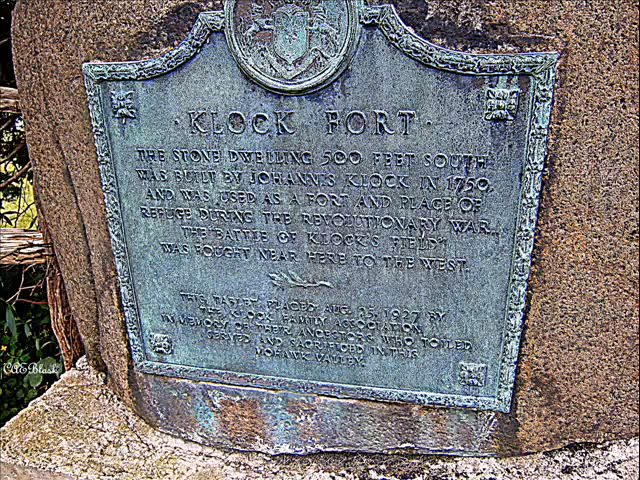 KLOCK FORT
THE STONE DWELLING 500 FEET SOUTH
WAS BUILT BY JOHANNIS KLOCK IN 1750,
AND WAS USED AS A FORT AND PLACE OF
REFUGE DURING THE REVOLUTIONARY WAR.
THE "BATTLE OF KLOCK'S FIELD"
WAS FOUGHT NEAR HERE TO THE WEST.
THIS TABLET PLACED AUG. 25, 1927 BY
THE KLOCK FAMILY ASSOCIATION
IN MEMORY OF THEIR ANCESTORS, WHO TOILED
SERVED AND SACRIFICED IN THIS
MOHAWK VALLEY.